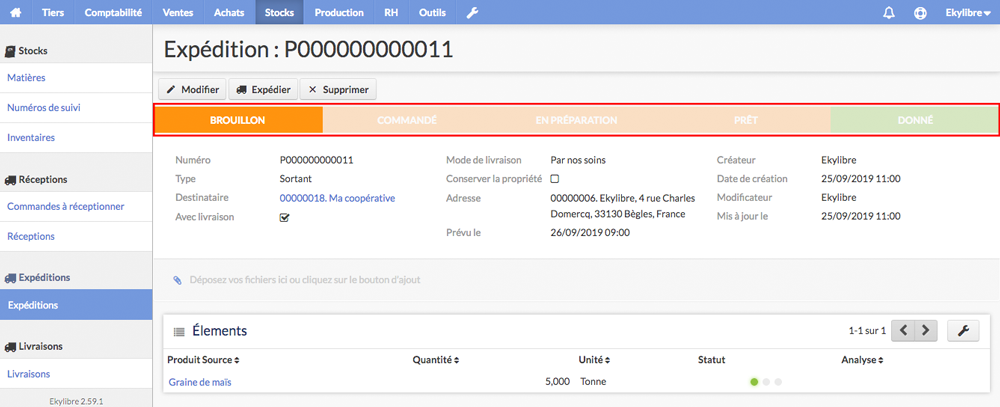 Tiers Comptabilité Ventes Achats Stocks Production RH Outils Ekylibre
Stocks
Matières
Numéros de suivi
Inventaires
Réceptions
Commandes à réceptionner
Réceptions
Expéditions
Expéditions
Livraisons
Livraisons
Ekylibre 2.59.1
Expédition : P000000000011
Modifier Expédier Supprimer
BROUILLON COMMANDÉ EN PRÉPARATION PRÊT DONNÉ
Numéro P000000000011
Type Sortant
Destinataire 00000018. Ma coopérative
Avec livraison
Mode de livraison Par nos soins
Conserver la propriété
Adresse 00000006. Ekylibre, 4 rue Charles
Domercq, 33130 Bègles, France
Prévu le 26/09/2019 09:00
Créateur Ekylibre
Date de création 25/09/2019 11:00
Modificateur Ekylibre
Mis à jour le 25/09/2019 11:00
Déposez vos fichiers ici ou cliquez sur le bouton d'ajout
Élements 1-1 sur 1
Produit Source Quantité Unité Statut Analyse
Graine de maïs 5,000 Tonne